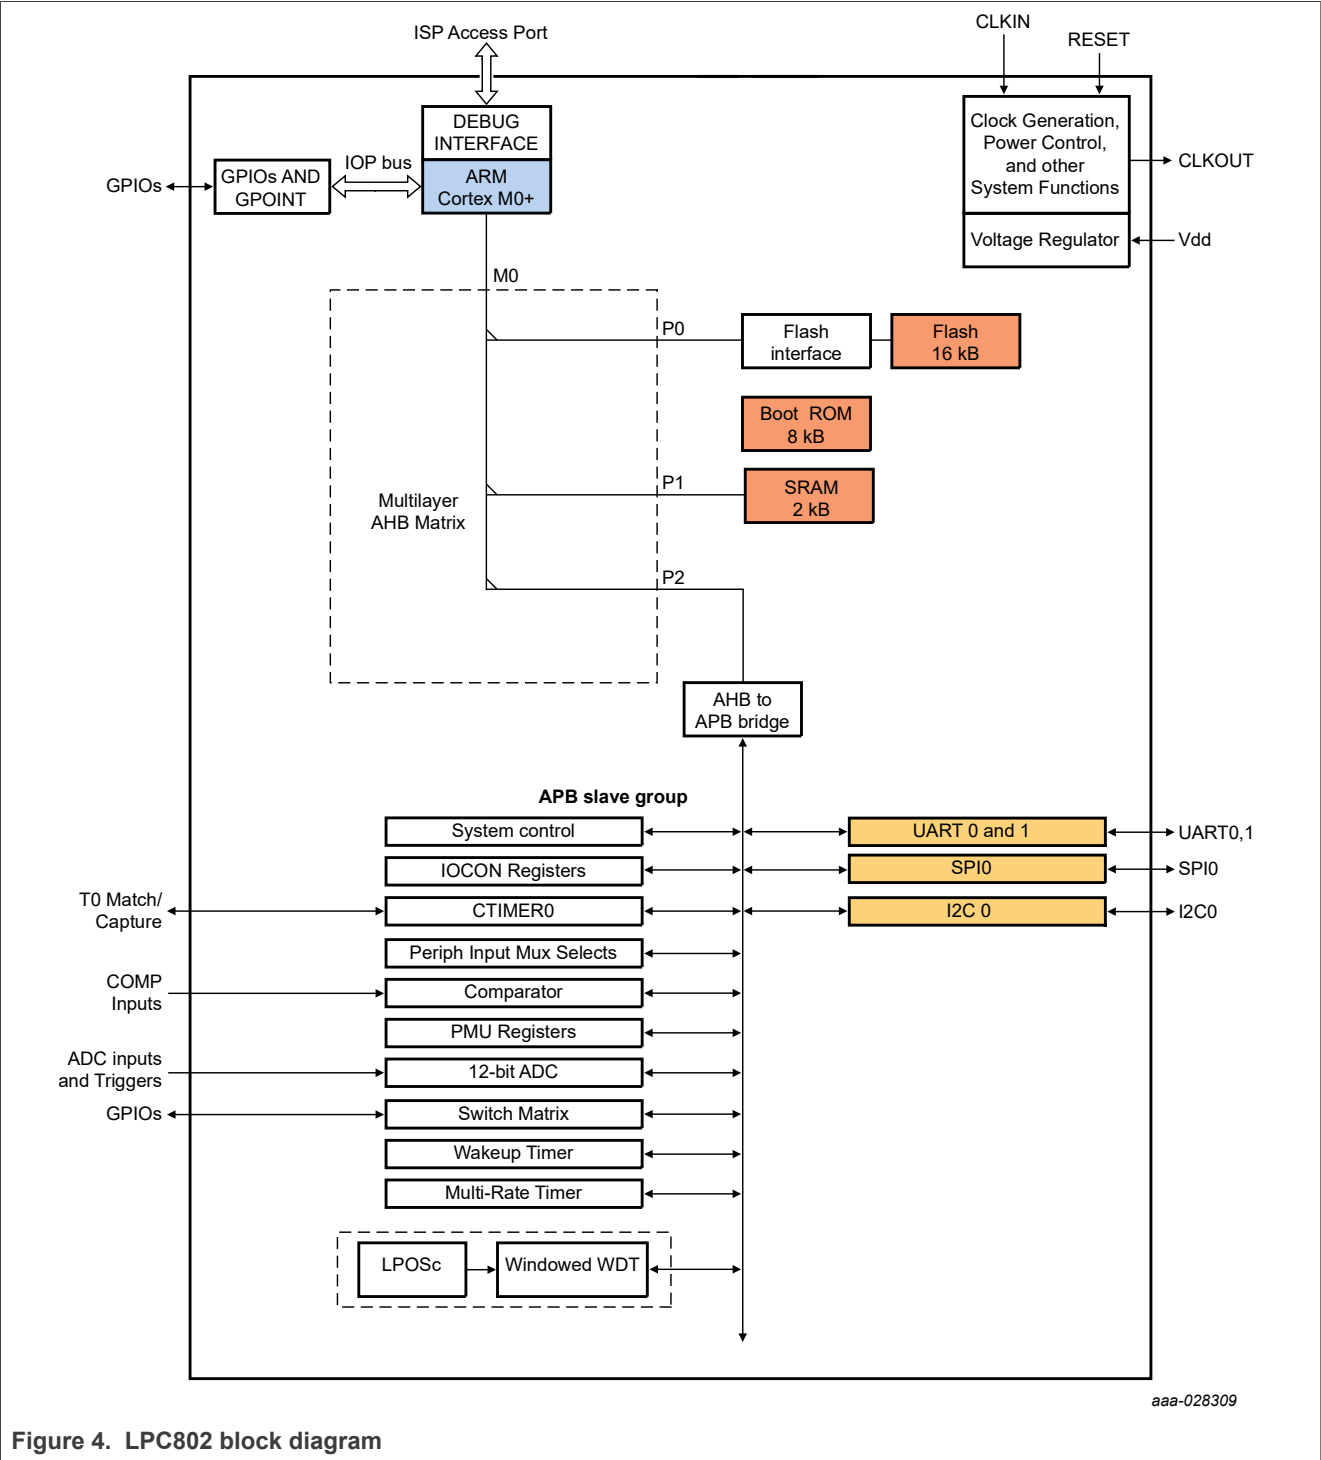 ISP Access Port
CLKIN
RESET
DEBUG
INTERFACE
Clock Generation,
Power Control,
and other
System Functions
CLKOUT
GPIOs
GPIOs AND
GPOINT
IOP bus
ARM
Cortex M0+
Voltage Regulator
Vdd
M0
P0
Flash
interface
Flash
16 kB
Boot ROM
8 kB
Multilayer
AHB Matrix
P1
SRAM
2 kB
P2
AHB to
APB bridge
APB slave group
System control
UART 0 and 1
UART0,1
IOCON Registers
SPI0
SPI0
T0 Match/
Capture
CTIMER0
I2C 0
I2C0
Periph Input Mux Selects
COMP
Inputs
Comparator
PMU Registers
ADC inputs
and Triggers
12-bit ADC
GPIOs
Switch Matrix
Wakeup Timer
Multi-Rate Timer
LPOSc
Windowed WDT
aaa-028309
Figure 4. LPC802 block diagram